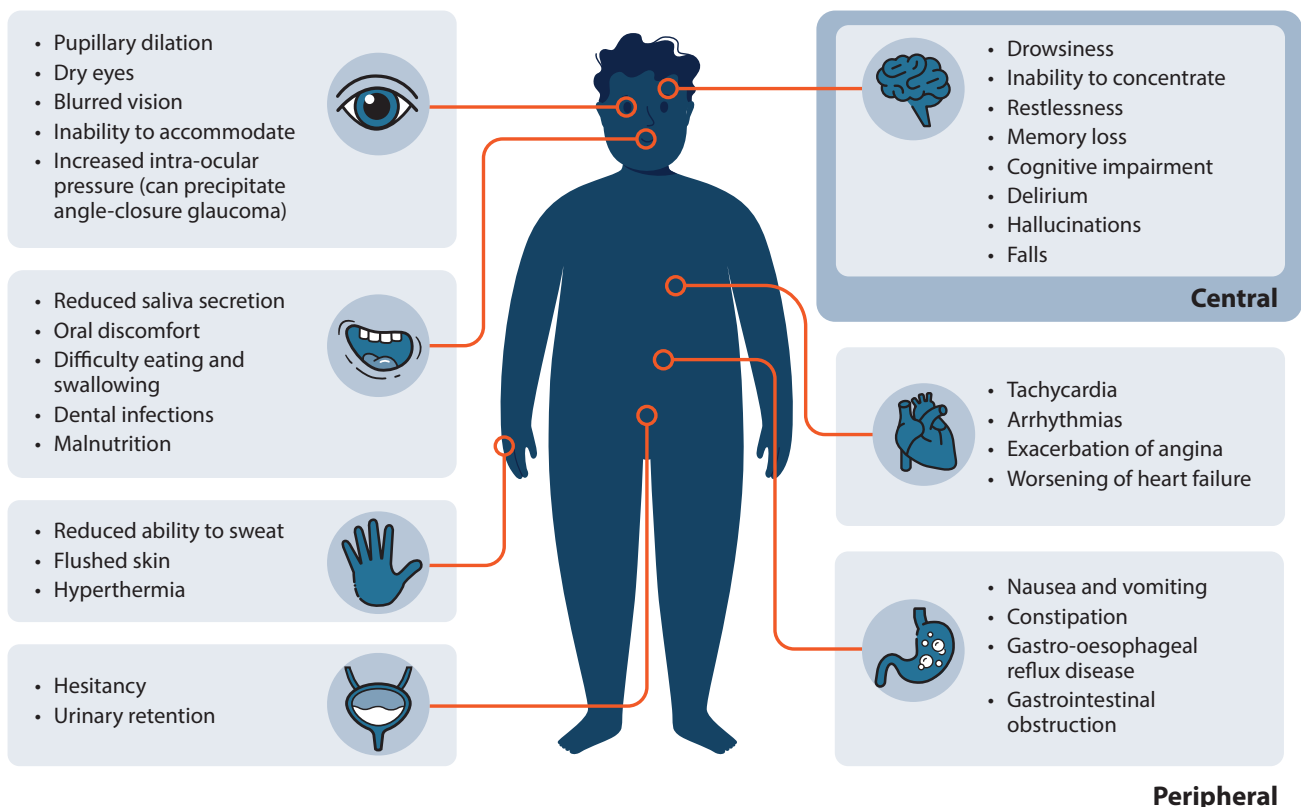 • Pupillary dilation
• Dry eyes
• Blurred vision
• Inability to accommodate
• Increased intra-ocular
pressure (can precipitate
angle-closure glaucoma)
• Reduced saliva secretion
• Oral discomfort
• Difficulty eating and
swallowing
• Dental infections
• Malnutrition
• Reduced ability to sweat
• Flushed skin
• Hyperthermia
• Hesitancy
• Urinary retention
• Drowsiness
• Inability to concentrate
• Restlessness
• Memory loss
• Cognitive impairment
• Delirium
• Hallucinations
• Falls
Central
• Tachycardia
• Arrhythmias
• Exacerbation of angina
• Worsening of heart failure
• Nausea and vomiting
• Constipation
• Gastro-oesophageal
reflux disease
• Gastrointestinal
obstruction
Peripheral